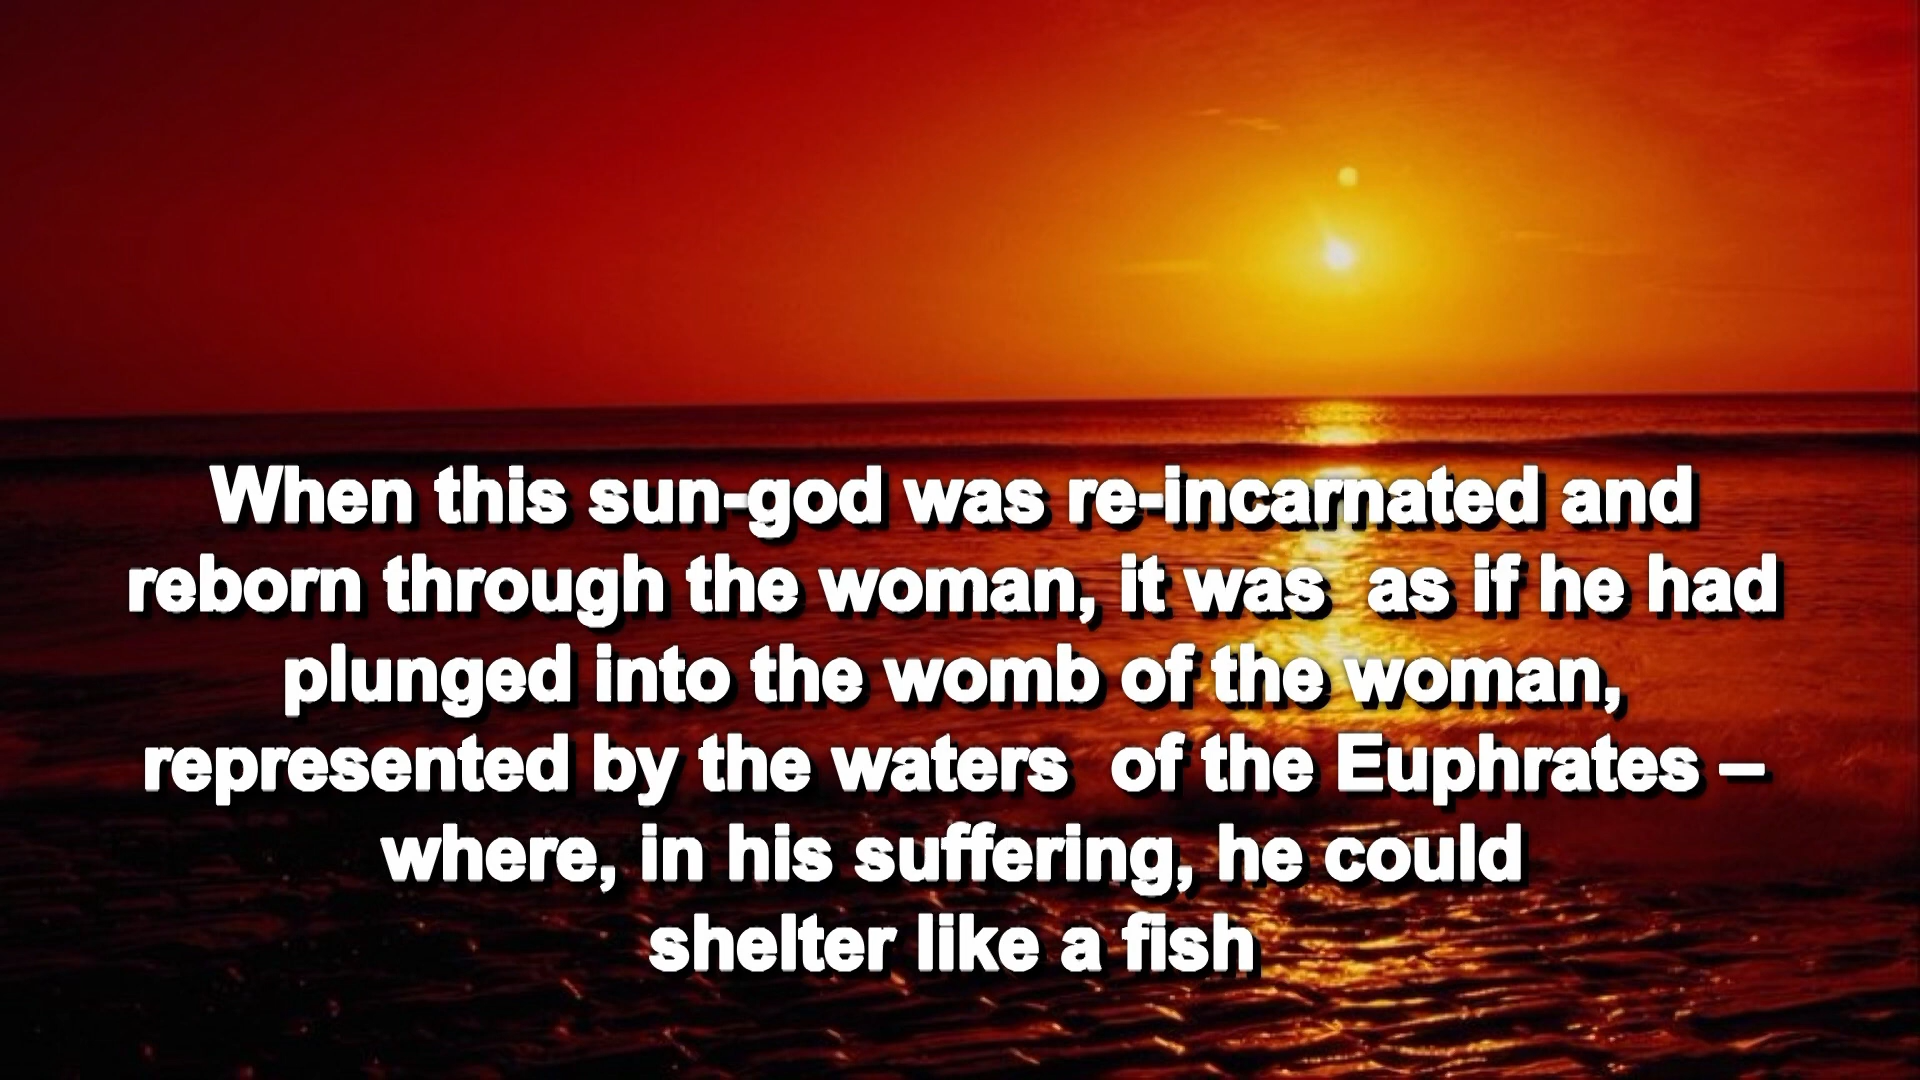 When this sun-god was re-incarnated and
reborn through the woman, it was  as if he had
plunged into the womb of the woman,
represented by the waters  of the Euphrates –
where, in his suffering, he could
shelter like a fish